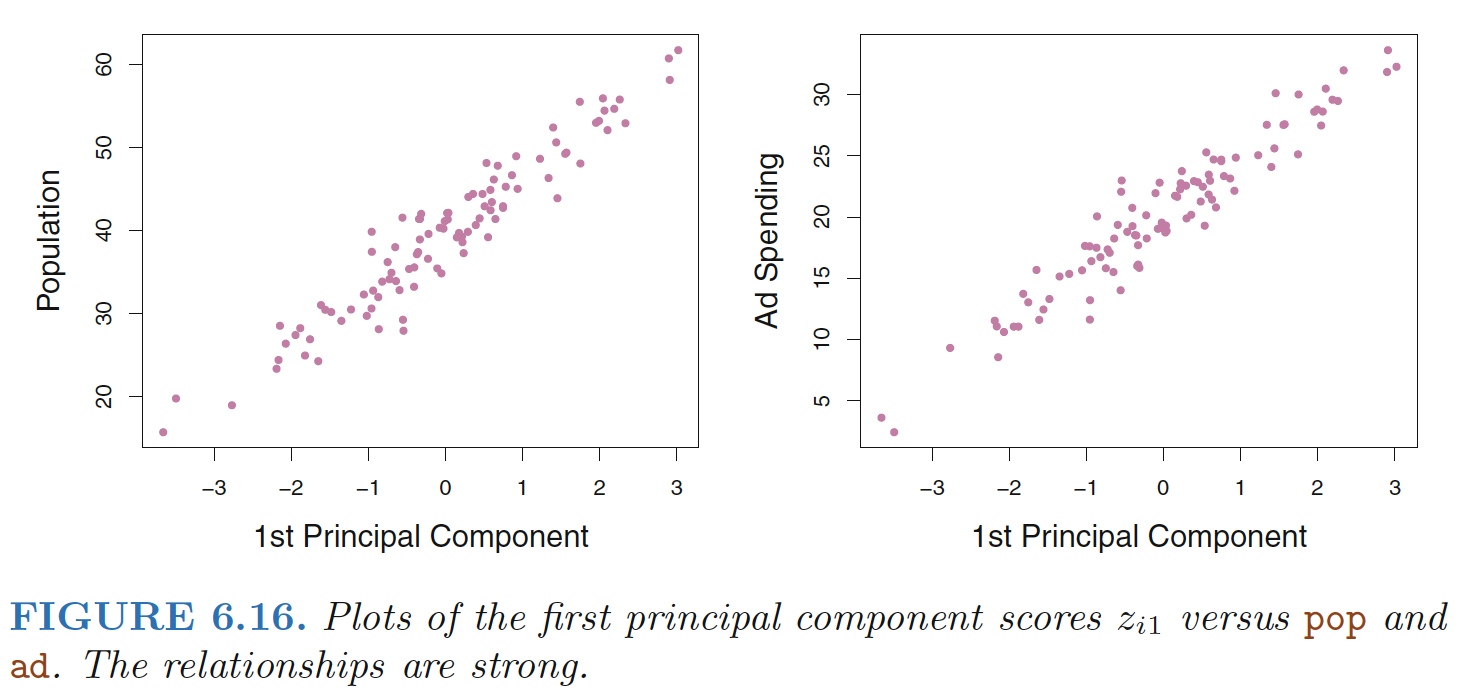 Population
60
50
40
30
20
−3 −2 −1 0 1 2 3
1st Principal Component
Ad Spending
30
25
20
15
10
5
−3 −2 −1 0 1 2 3
1st Principal Component
FIGURE 6.16. Plots of the first principal component scores zi1 versus pop and
ad. The relationships are strong.